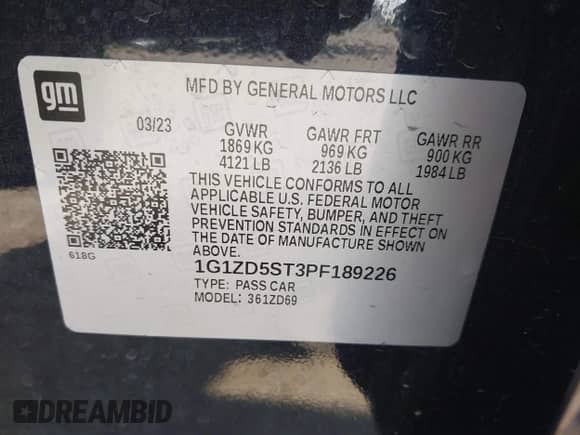 gm
MFD BY GENERAL MOTORS LLC
03/23 GVWR GAWR FRT GAWR RR
1869 KG 969 KG 900 KG
4121 LB 2136 LB 1984 LB
THIS VEHICLE CONFORMS TO ALL
APPLICABLE U.S. FEDERAL MOTOR
VEHICLE SAFETY, BUMPER, AND THEFT
PREVENTION STANDARDS IN EFFECT ON
THE DATE OF MANUFACTURE SHOWN
ABOVE.
618G
1G1ZD5ST3PF189226
TYPE: PASS CAR
MODEL: 361ZD69
DREAMBID